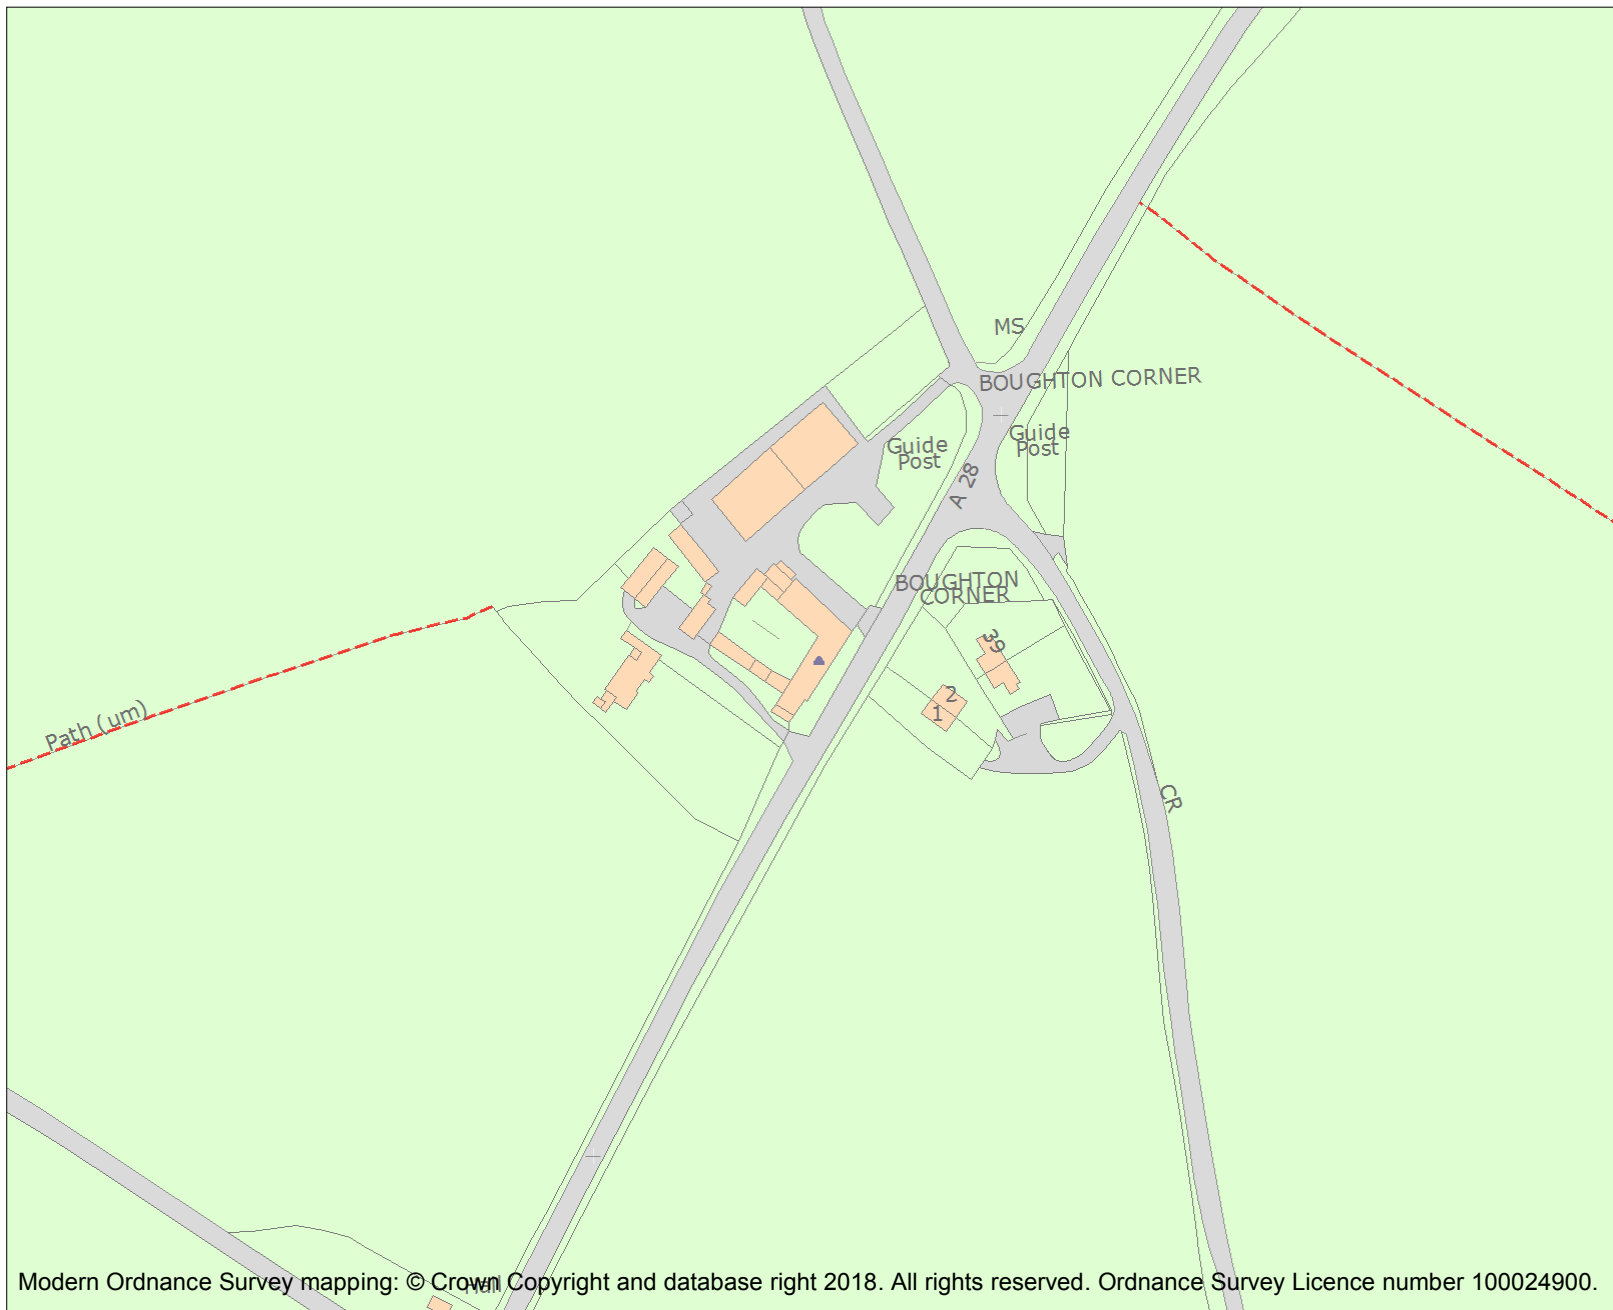 MS
BOUGHTON CORNER
Guide
Post
Guide
Post
A 28
BOUGHTON
CORNER
39
2
1
Path (um)
CR
Hall
Modern Ordnance Survey mapping: © Crown Copyright and database right 2018. All rights reserved. Ordnance Survey Licence number 100024900.